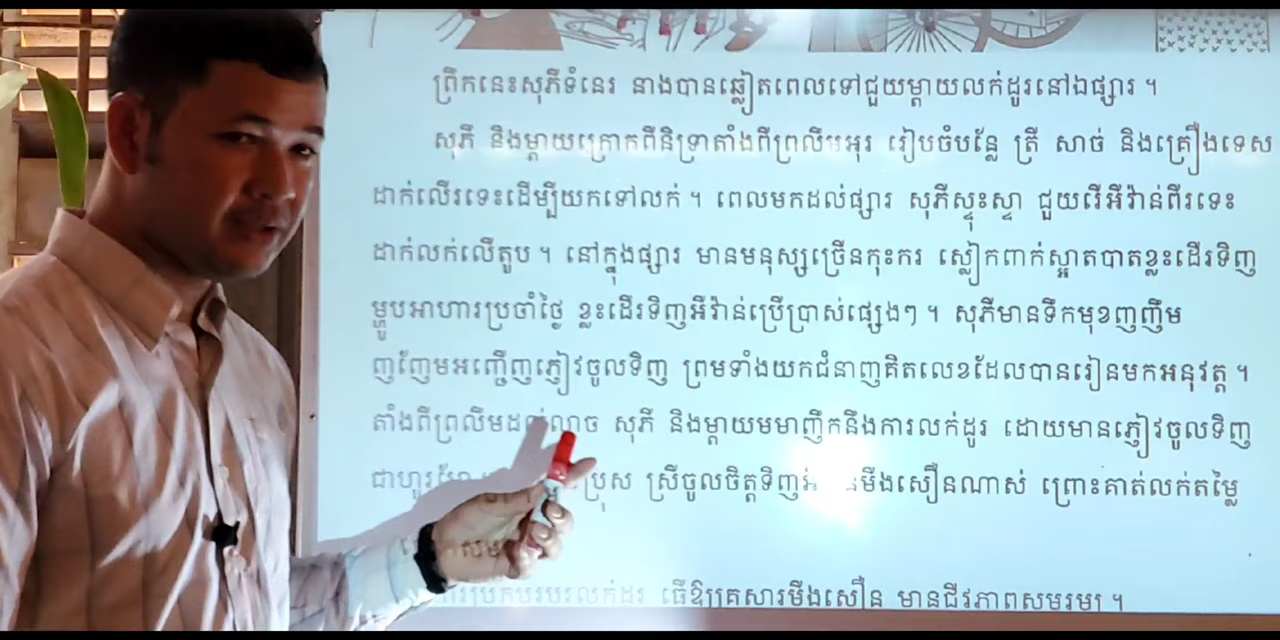 ព្រឹកនេះសុភីទំនេរ នាងបានឆ្លៀតពេលទៅជួយម្ដាយលក់ដូរនៅឯផ្សារ ។
សុភី និងម្ដាយក្រោកពីនិទ្រាតាំងពីព្រលឹមអុរ រៀបចំបន្លែ ត្រី សាច់ និងគ្រឿងទេស
ដាក់លើរទេះដើម្បីយកទៅលក់ ។ ពេលមកដល់ផ្សារ សុភីស្ទុះស្ទា ជួយរើអីវ៉ាន់ពីរទេះ
ដាក់លក់លើតូប ។ នៅក្នុងផ្សារ មានមនុស្សច្រើនកុះករ ស្លៀកពាក់ស្អាតបាតខ្លះដើរទិញ
ម្ហូបអាហារប្រចាំថ្ងៃ ខ្លះដើរទិញអីវ៉ាន់ប្រើប្រាស់ផ្សេងៗ ។ សុភីមានទឹកមុខញញឹម
ញញែមអញ្ជើញភ្ញៀវចូលទិញ ព្រមទាំងយកជំនាញគិតលេខដែលបានរៀនមកអនុវត្ត ។
តាំងពីព្រលឹមដល់ល្ងាច សុភី និងម្ដាយមមាញឹកនឹងការលក់ដូរ ដោយមានភ្ញៀវចូលទិញ
ជាហូរហែ ប្រុស ស្រីចូលចិត្តទិញ មីងសឿនណាស់ ព្រោះគាត់លក់តម្លៃ
ធ្វើឱ្យគ្រួសារមីងសឿន មានជីវភាពសមរម្យ ។